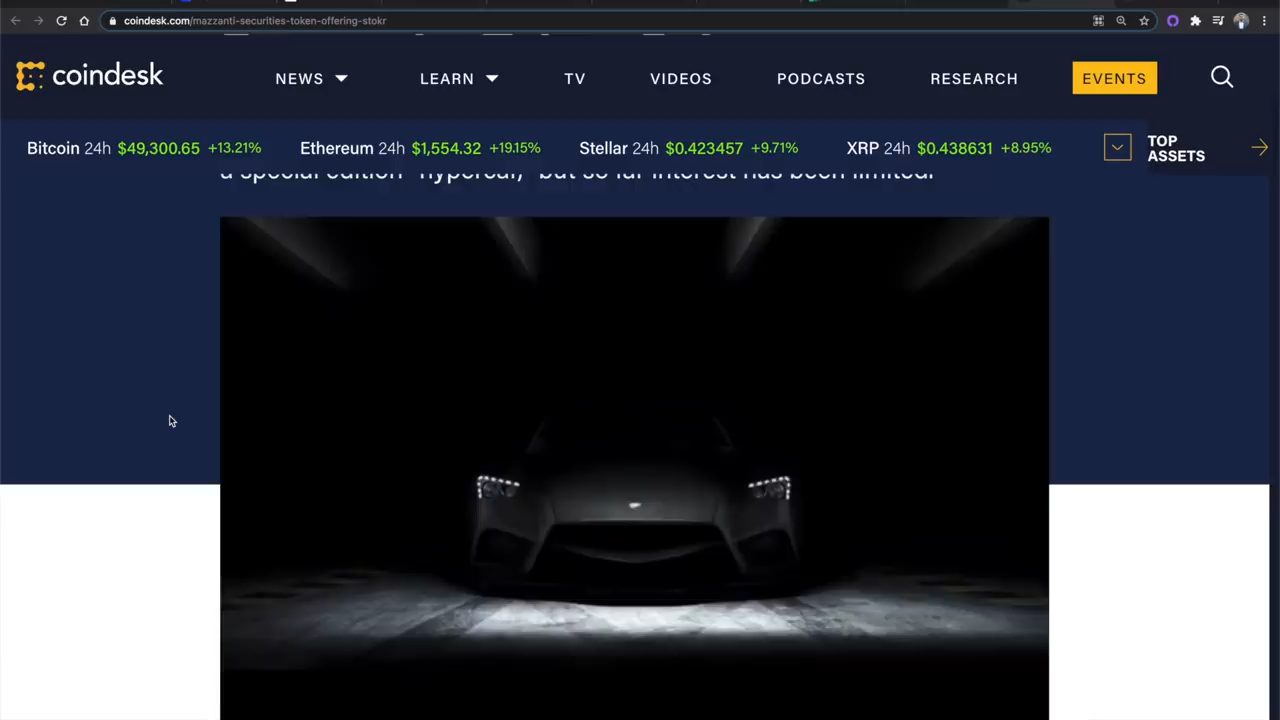 coindesk.com/mazzanti-securities-token-offering-stokr
coindesk
NEWS
LEARN
TV
VIDEOS
PODCASTS
RESEARCH
EVENTS
Bitcoin 24h $49,300.65 +13.21%
Ethereum 24h $1,554.32 +19.15%
Stellar 24h $0.423457 +9.71%
XRP 24h $0.438631 +8.95%
TOP
ASSETS
a special edition "hypercar," but so far interest has been limited.